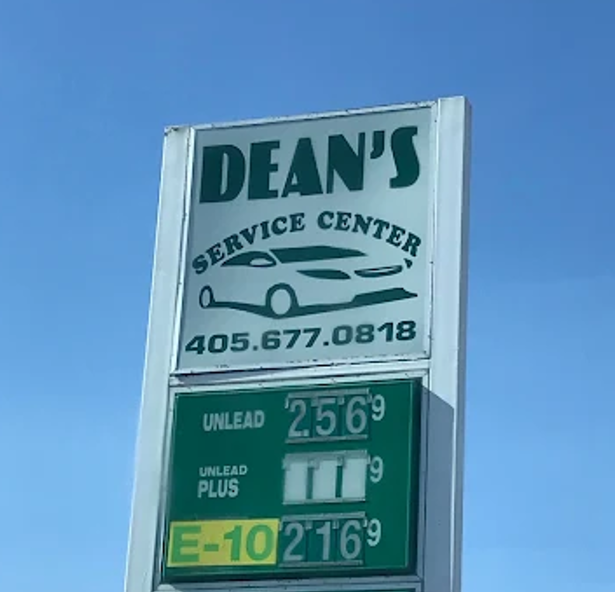 DEAN'S
SERVICE CENTER
405.677.0818
UNLEAD 2.56 9
UNLEAD
PLUS 9
E-10 2.16 9